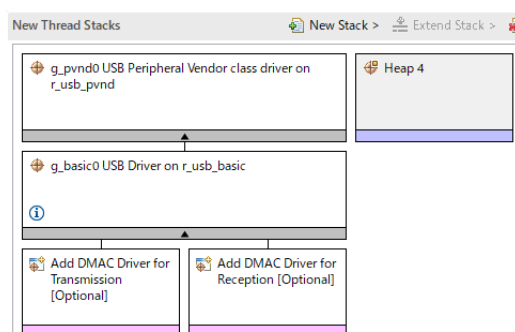 New Thread Stacks
New Stack >
Extend Stack >
g_pvnd0 USB Peripheral Vendor class driver on
r_usb_pvnd
Heap 4
g_basic0 USB Driver on r_usb_basic
Add DMAC Driver for
Transmission
[Optional]
Add DMAC Driver for
Reception [Optional]